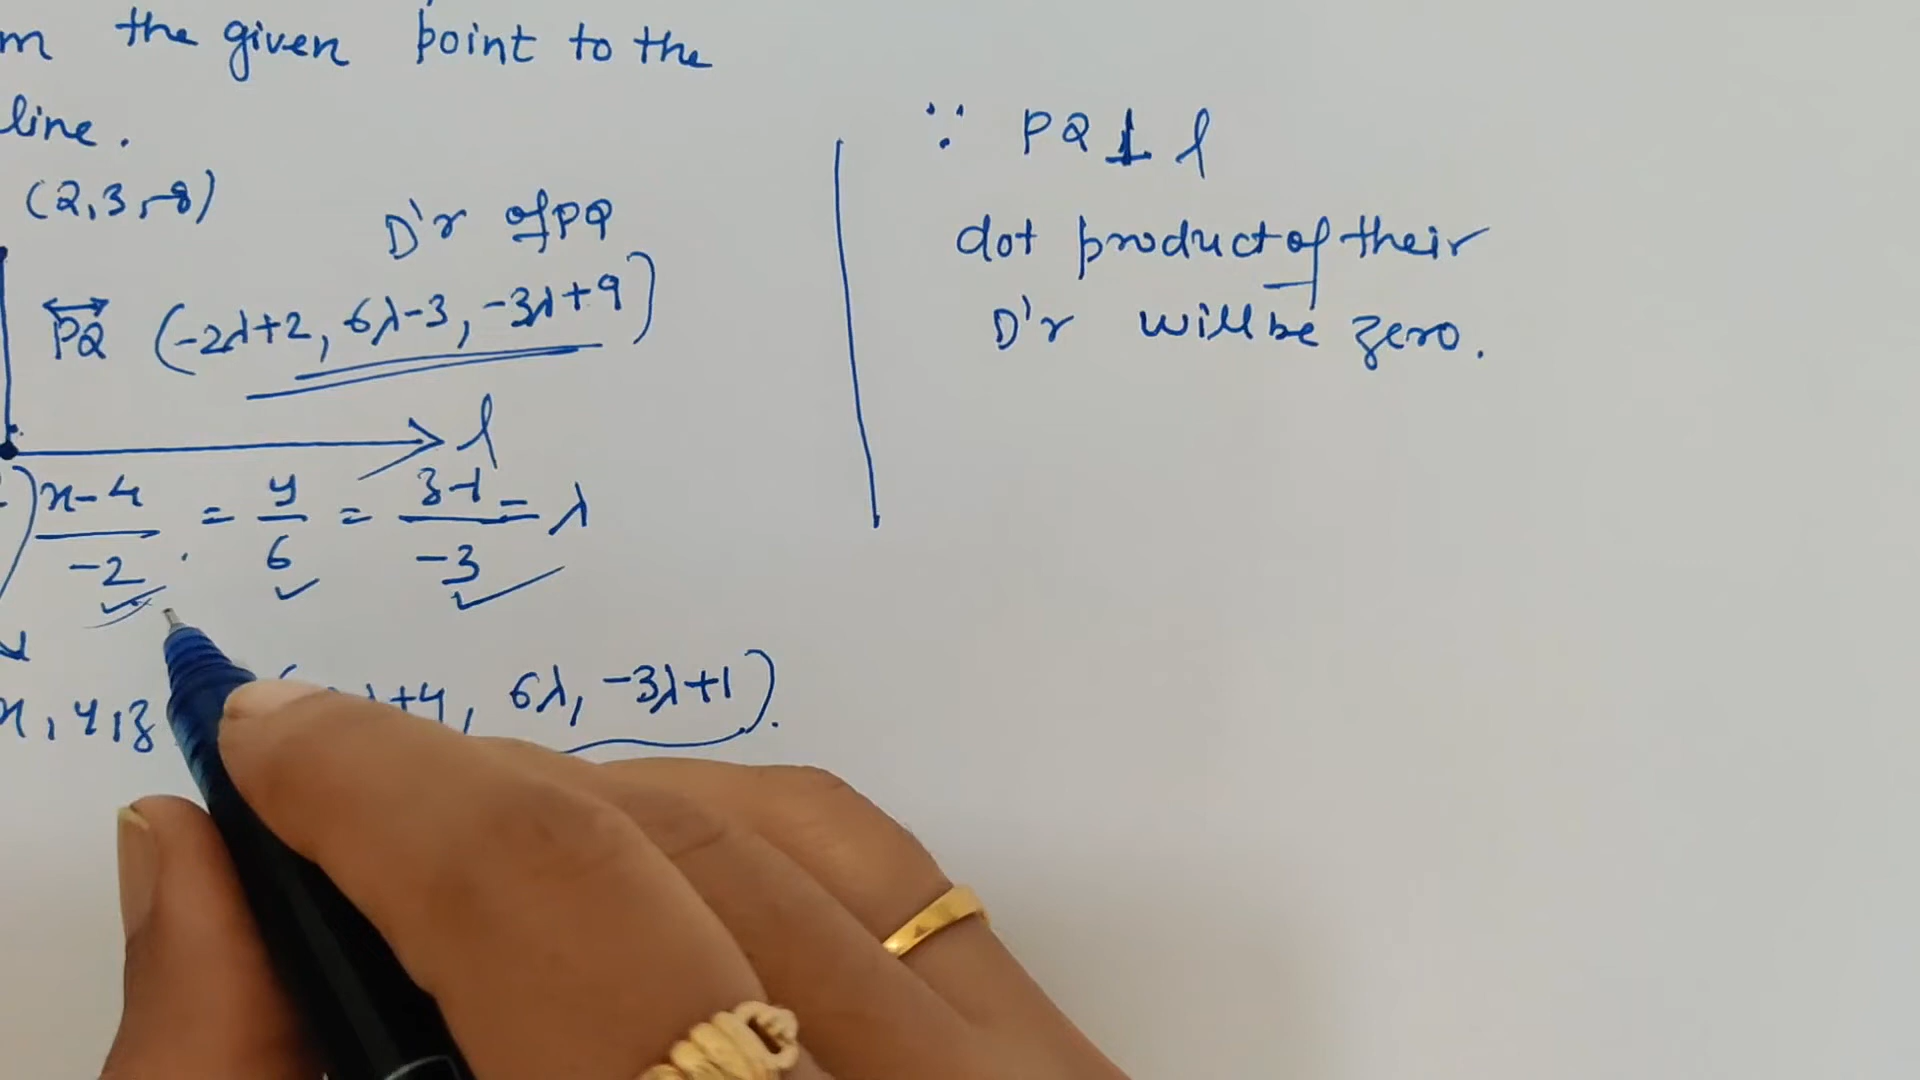 m the given point to the
line.
(2,3,-8)
D'r of PQ
PQ (-2λ+2, 6λ-3, -3λ+9)
l
x-4/-2 = y/6 = z-1/-3 = λ
x, y, z λ+4, 6λ, -3λ+1).
∵ PQ ⊥ l
dot product of their
D'r will be zero.